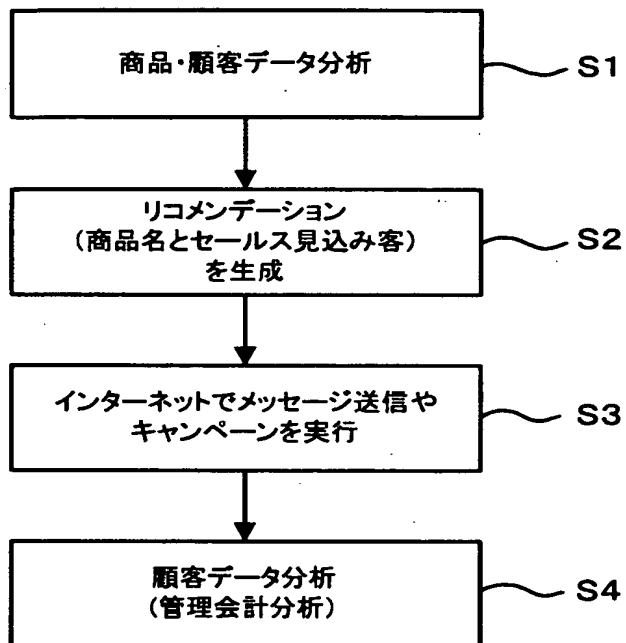 商品・顧客データ分析
S1
リコメンデーション
(商品名とセールス見込み客)
を生成
S2
インターネットでメッセージ送信や
キャンペーンを実行
S3
顧客データ分析
(管理会計分析)
S4